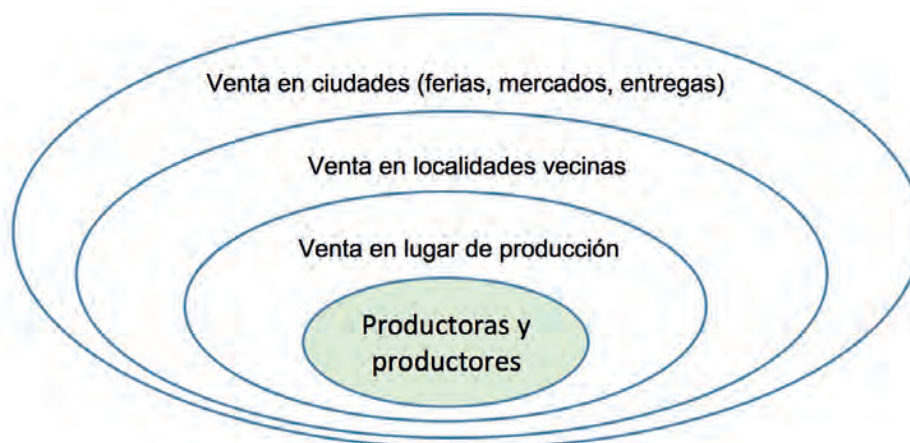 Venta en ciudades (ferias, mercados, entregas)
Venta en localidades vecinas
Venta en lugar de producción
Productoras y
productores